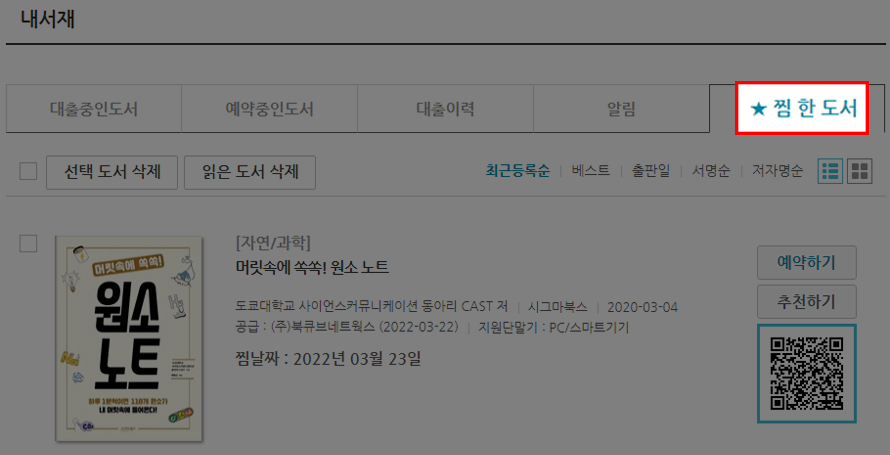 내서재
대출중인도서 예약중인도서 대출이력 알림 ★ 찜 한 도서
선택 도서 삭제 읽은 도서 삭제 최근등록순 | 베스트 | 출판일 | 서명순 | 저자명순
[자연/과학]
머릿속에 쏙쏙! 원소 노트
도쿄대학교 사이언스커뮤니케이션 동아리 CAST 저 | 시그마북스 | 2020-03-04
공급 : (주)북큐브네트웍스 (2022-03-22) | 지원단말기 : PC/스마트기기
찜날짜 : 2022년 03월 23일
예약하기
추천하기
머릿속에 쏙쏙!
원소
노트
하루 1분씩이면 118개 원소가
내 머릿속에 들어온다!